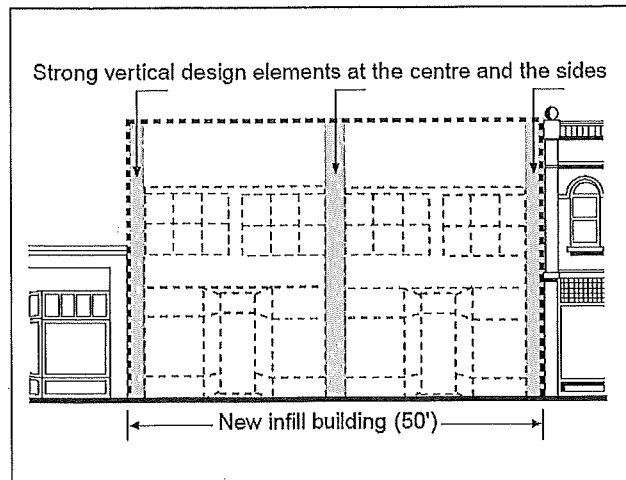 Strong vertical design elements at the centre and the sides
New infill building (50')